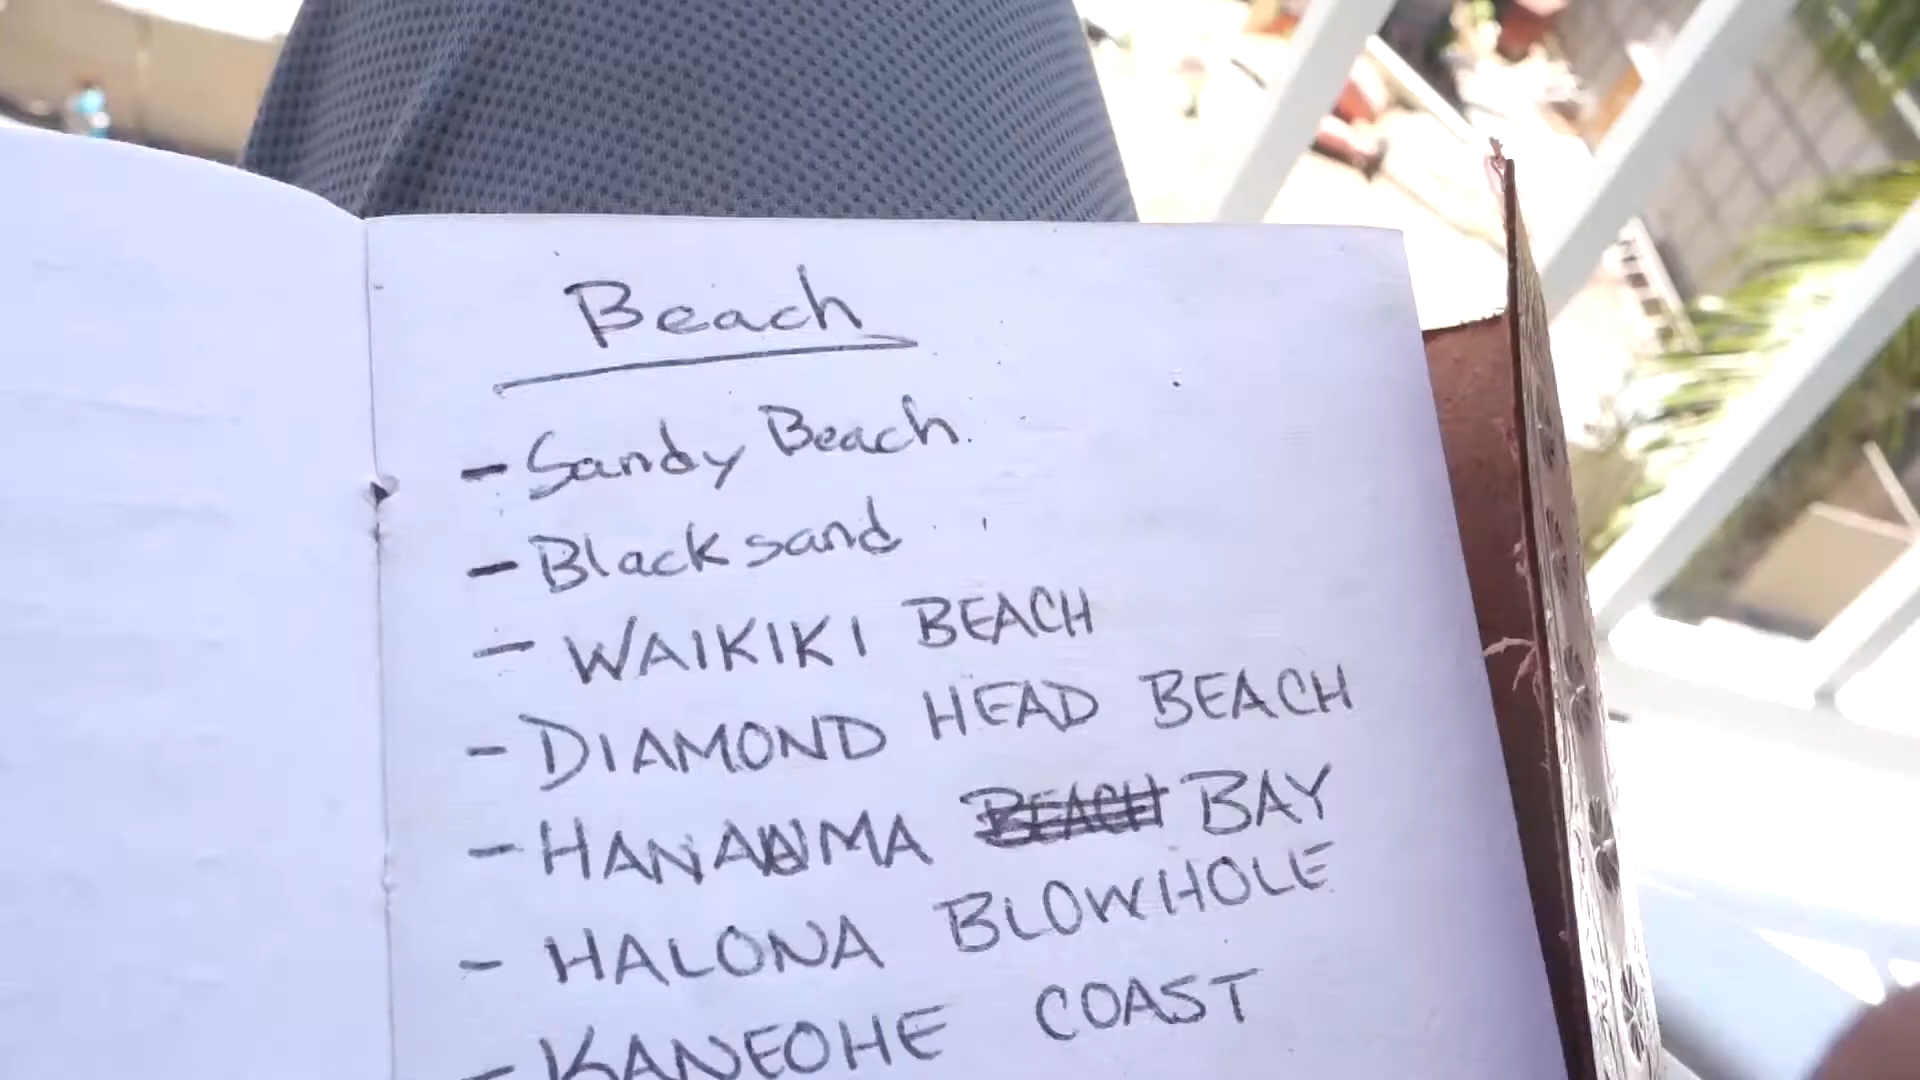 Beach
- Sandy Beach.
- Black sand
- WAIKIKI BEACH
- DIAMOND HEAD BEACH
- HANAUMA BEACH BAY
- HALONA BLOWHOLE
- KANEOHE COAST